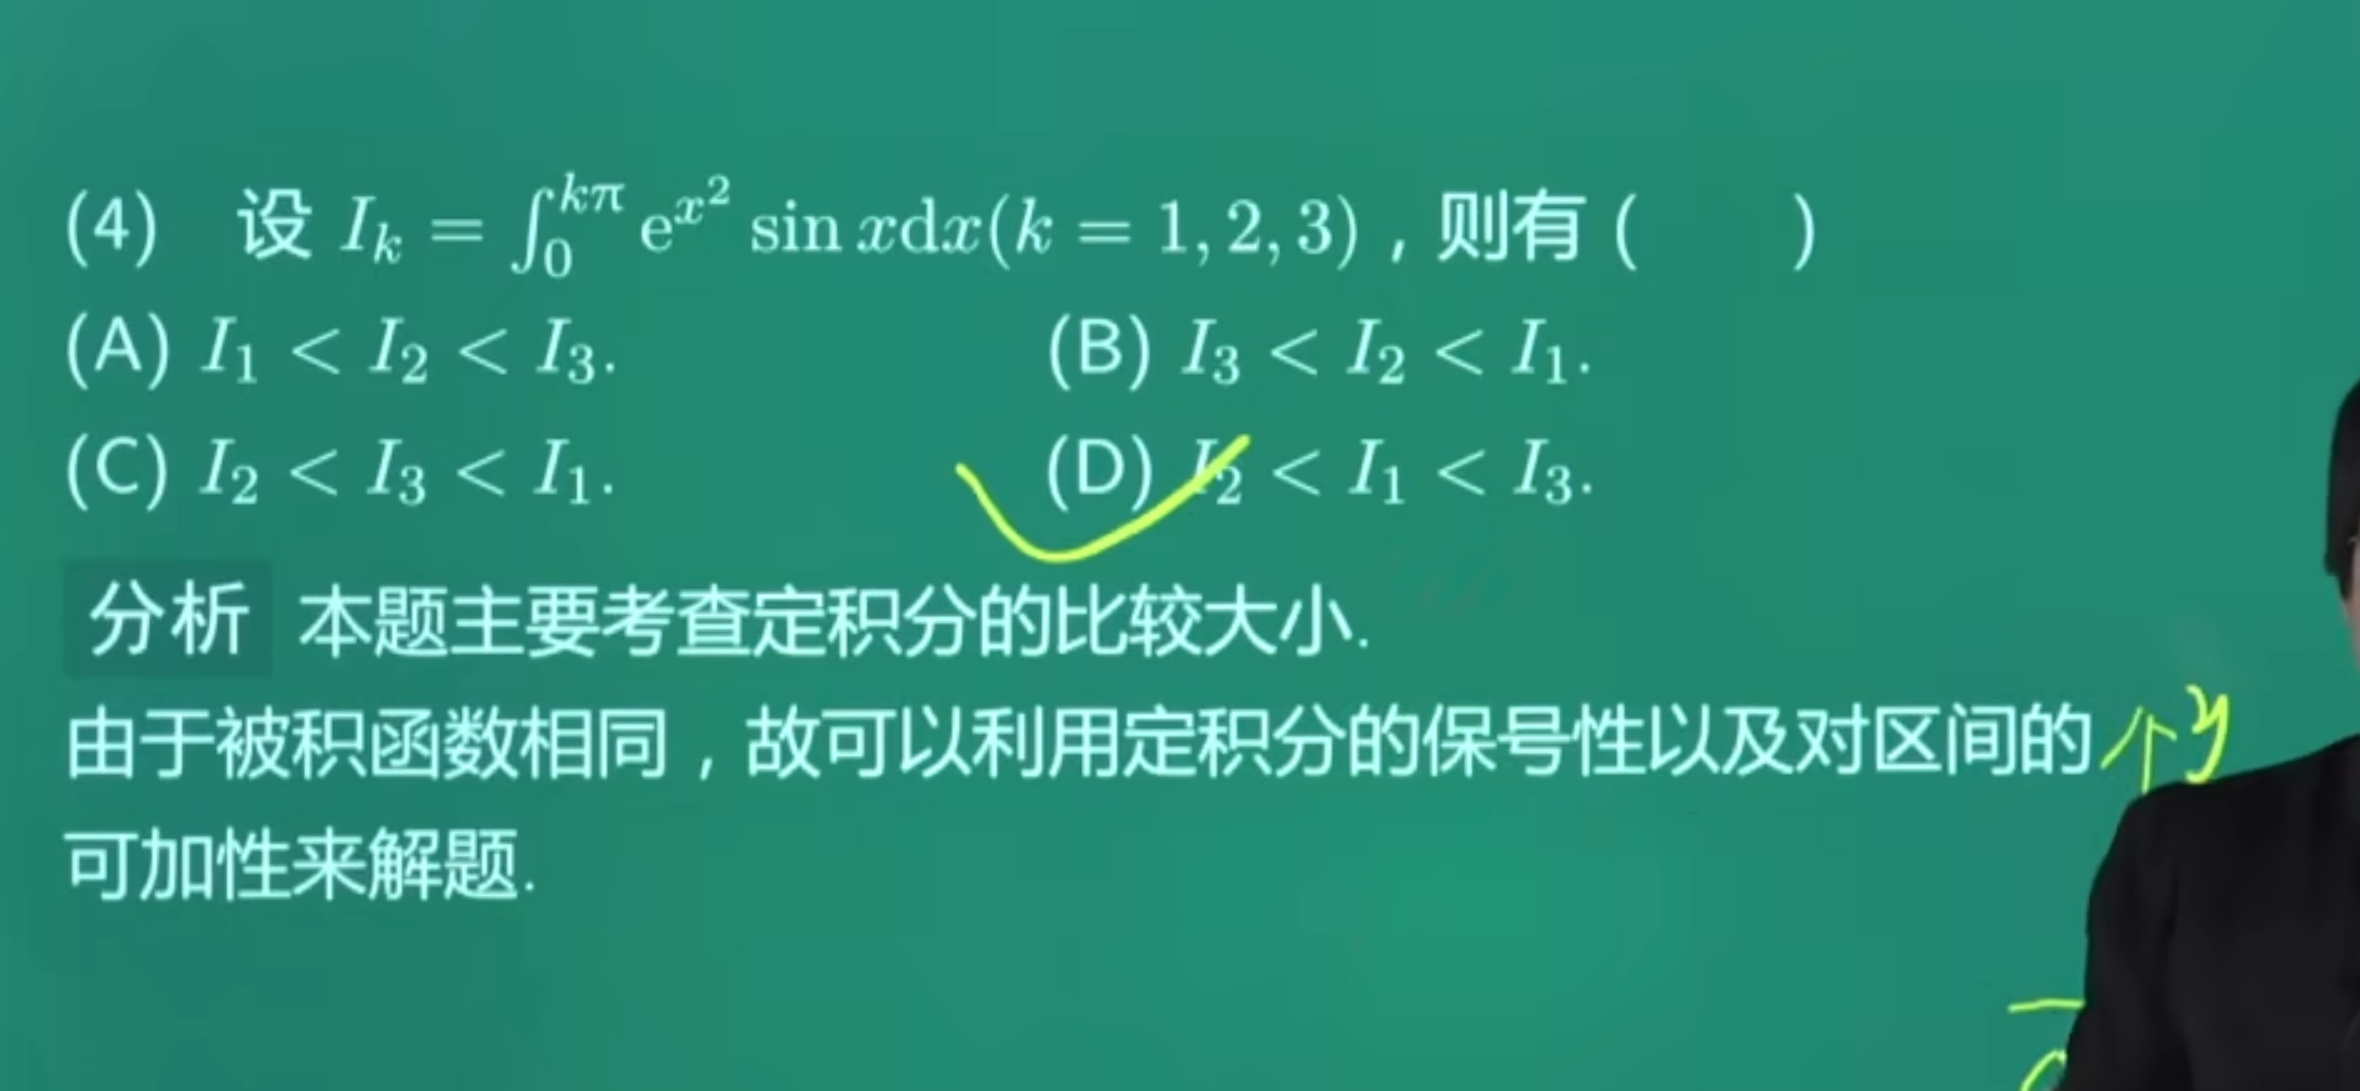 (4) 设 $I_k = \int_0^{k\pi} \mathrm{e}^{x^2} \sin x \mathrm{d}x (k = 1, 2, 3)$，则有 (　　)
(A) $I_1 < I_2 < I_3$.　(B) $I_3 < I_2 < I_1$.
(C) $I_2 < I_3 < I_1$.　(D) $I_2 < I_1 < I_3$.
分析 本题主要考查定积分的比较大小.
由于被积函数相同，故可以利用定积分的保号性以及对区间的 y
可加性来解题.